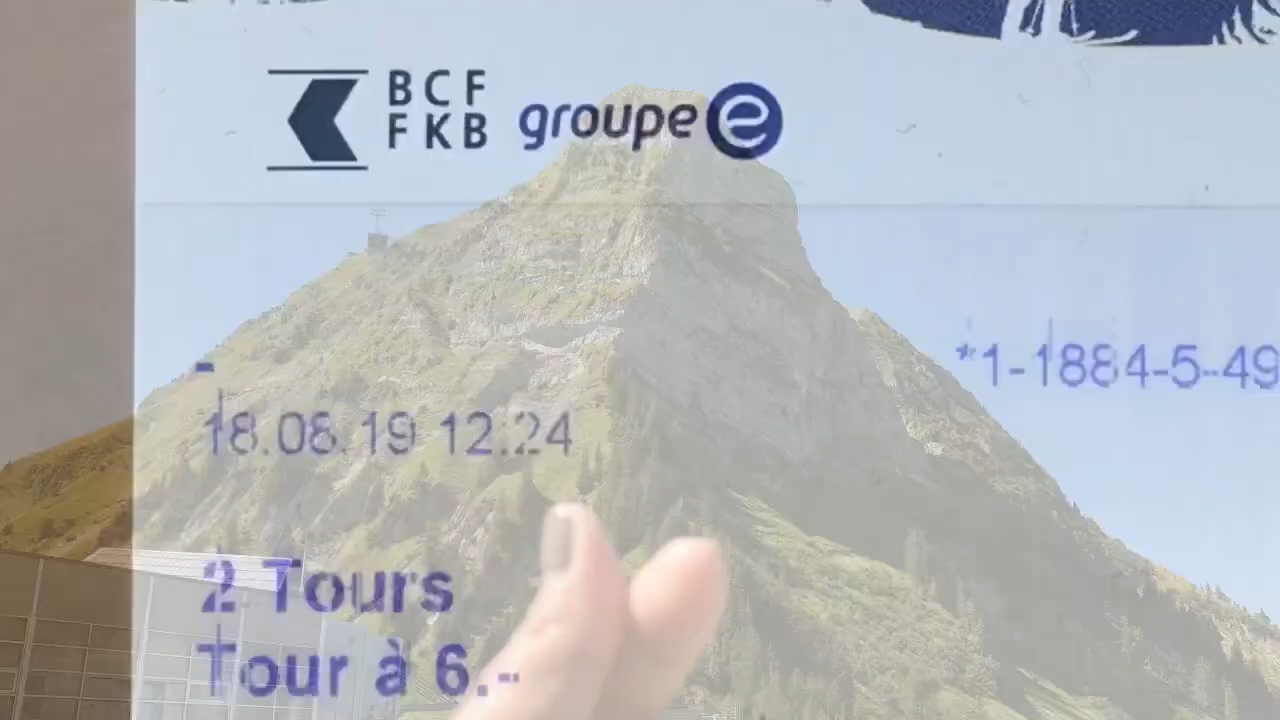 BCF
FKB
groupe e
*1-1884-5-49
18.08.19 12:24
2 Tours
Tour à 6.-